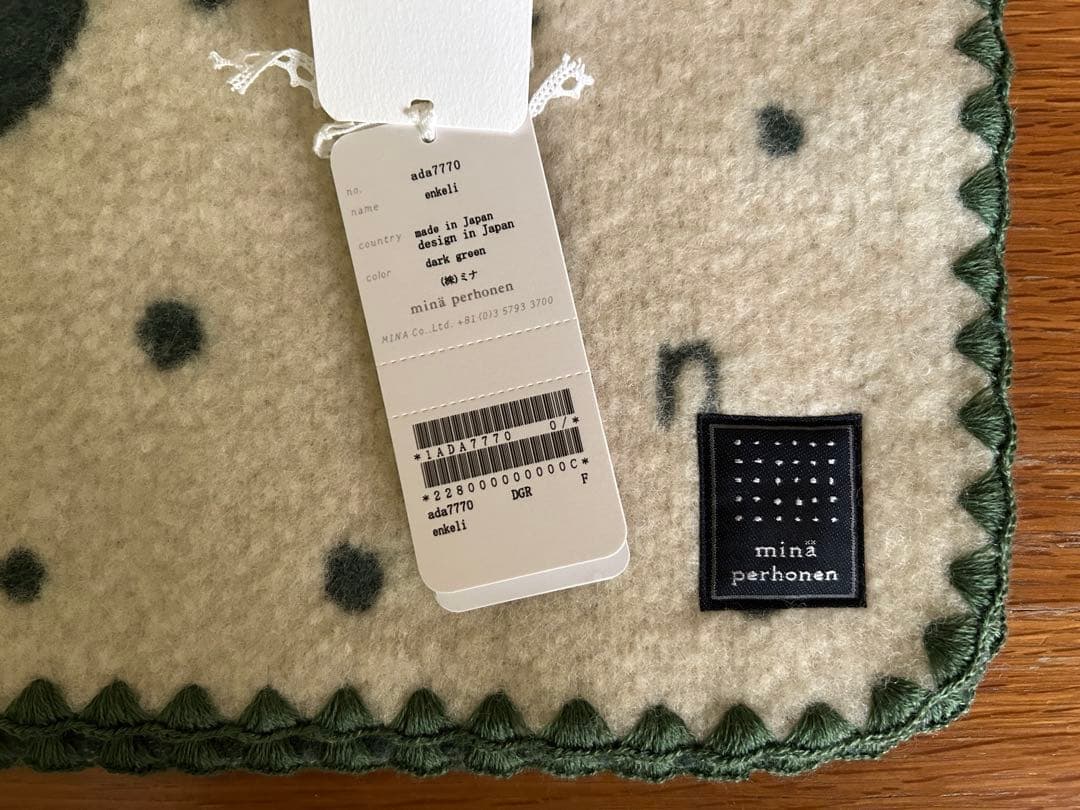 no. ada7770
name enkeli
country made in Japan
design in Japan
color dark green
(株)ミナ
minä perhonen
MINA Co.,Ltd. +81(0)3 5793 3700
*1ADA7770 0/*
*228000000000C*
DGR F
ada7770
enkeli
n
minä
perhonen